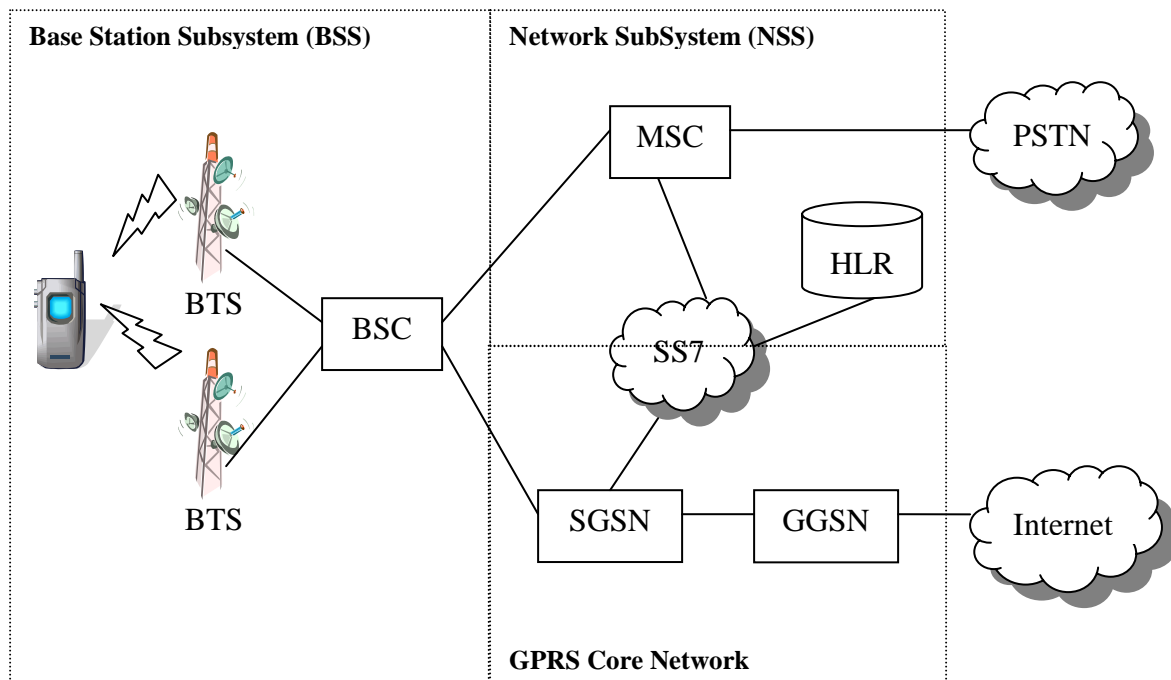 Base Station Subsystem (BSS)
Network SubSystem (NSS)
MSC
PSTN
HLR
BTS
BSC
SS7
BTS
SGSN
GGSN
Internet
GPRS Core Network